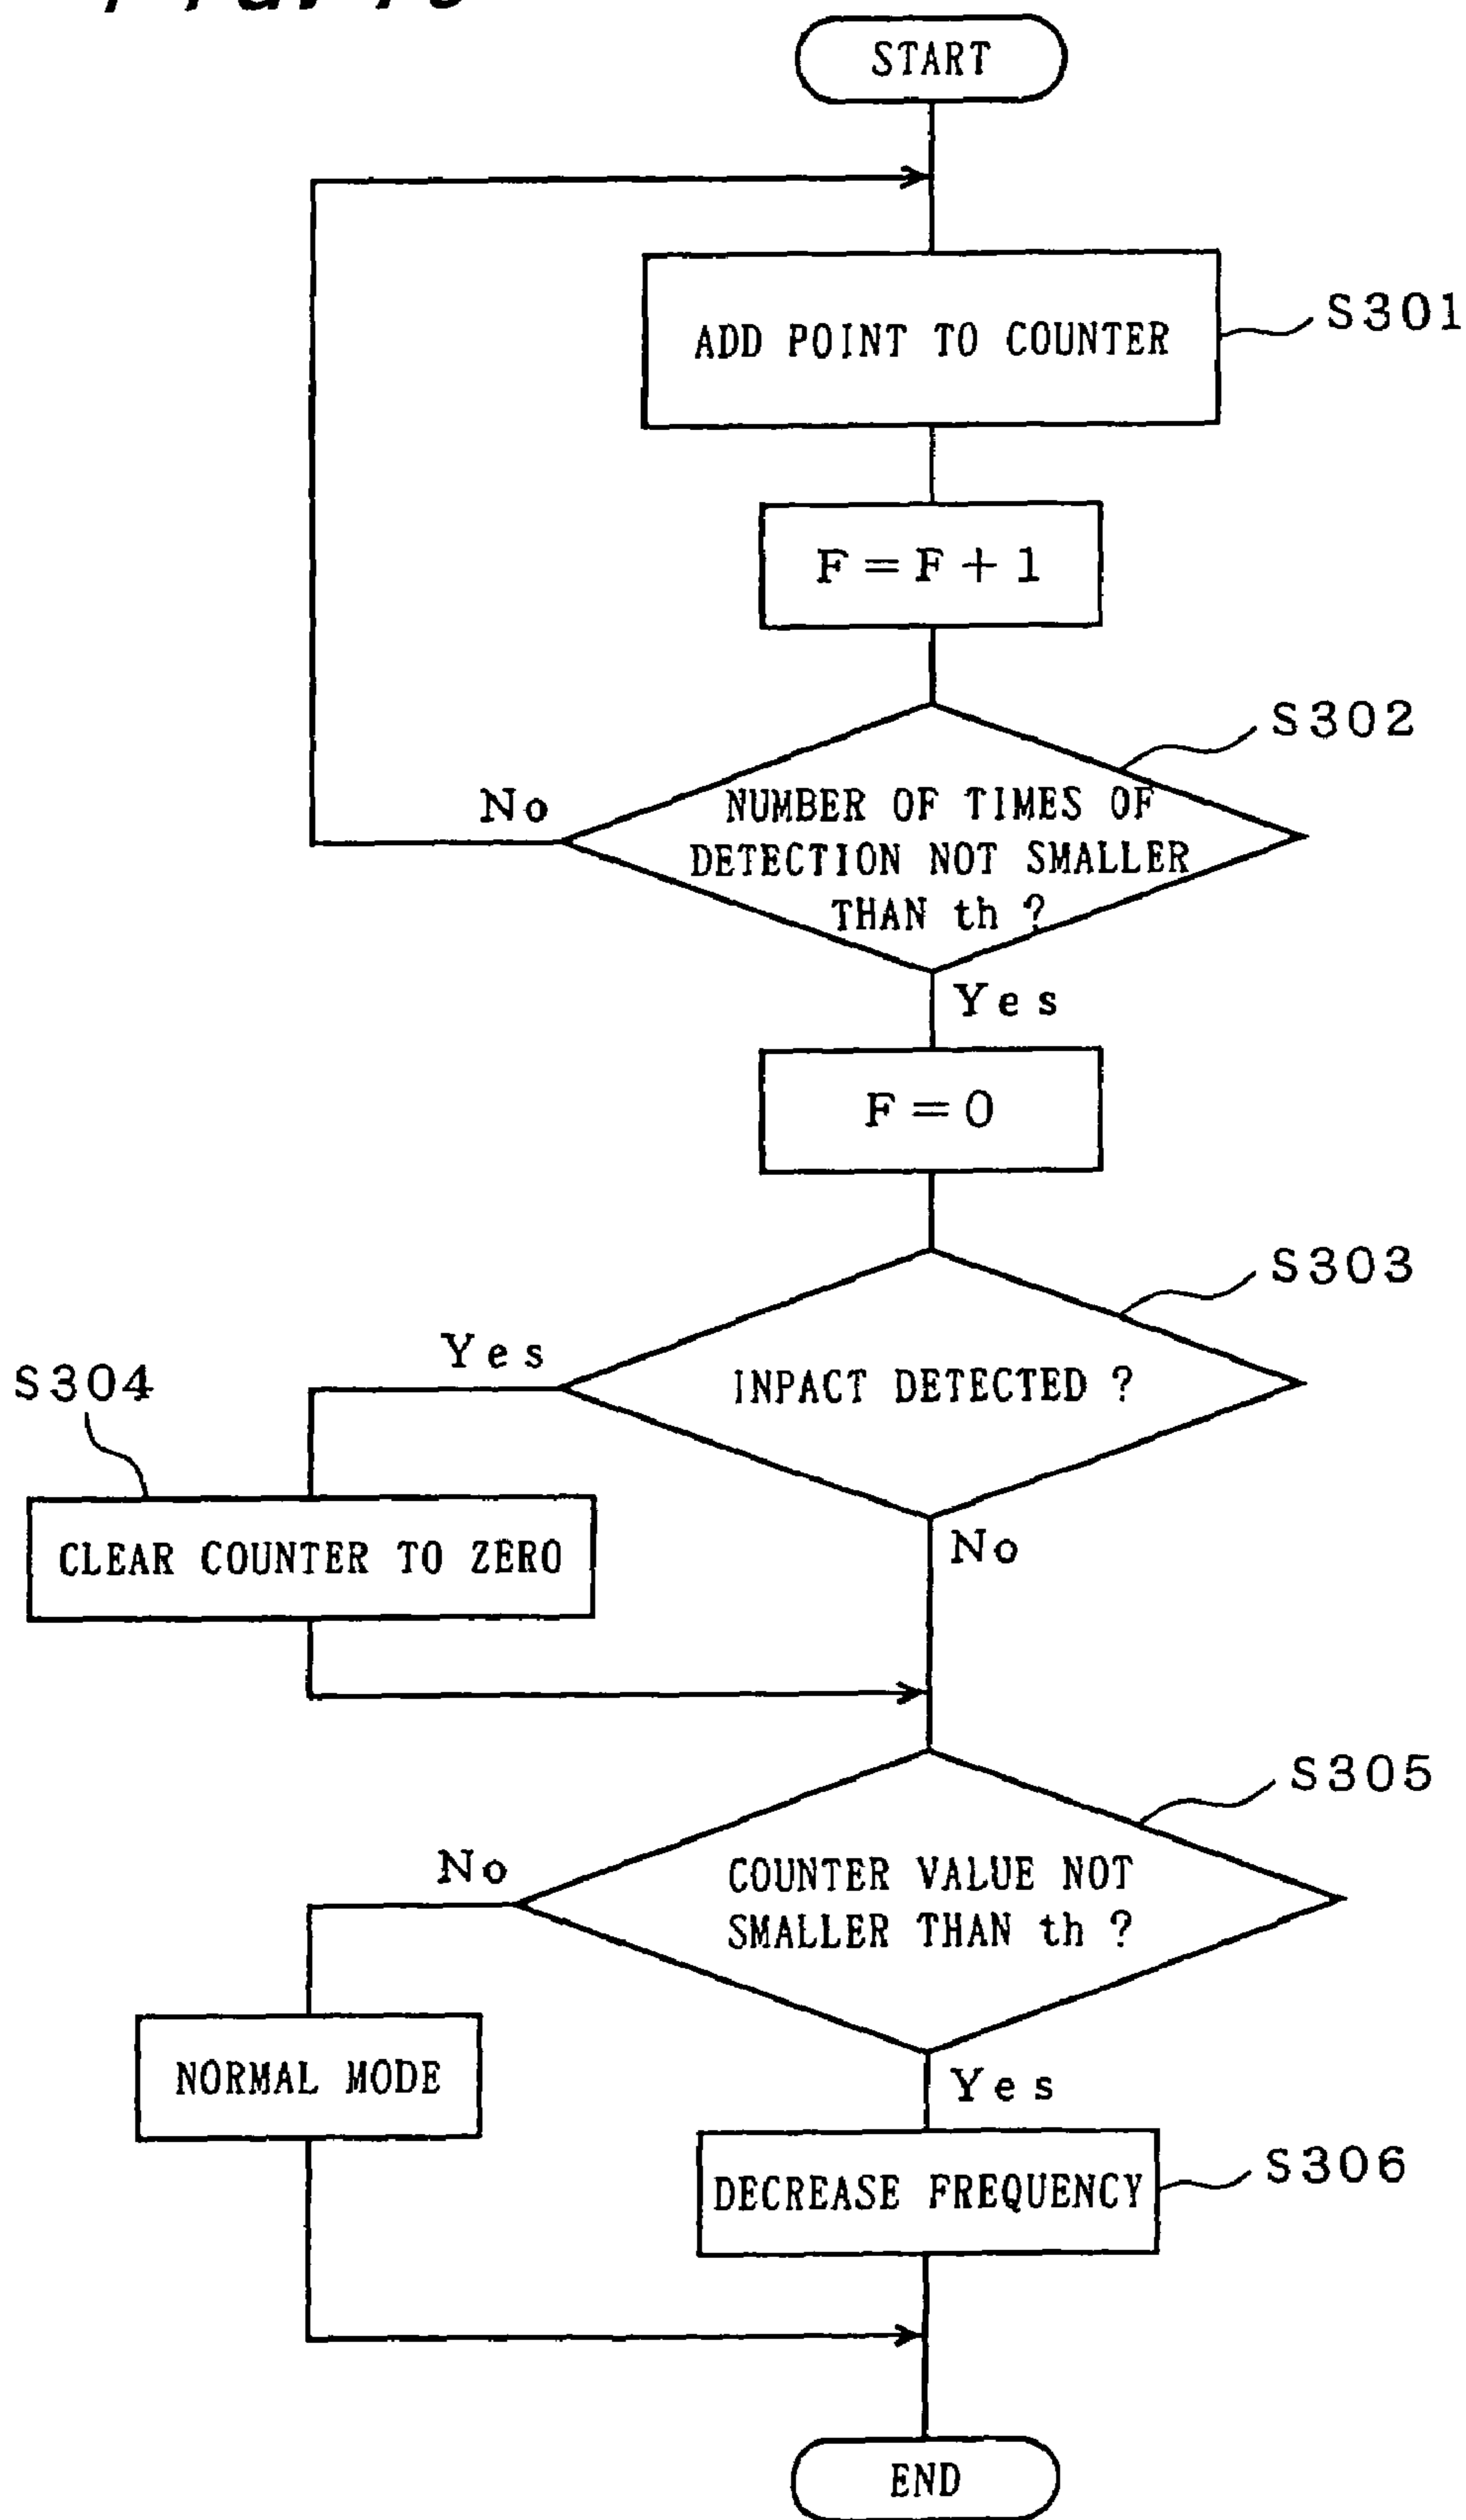 START
ADD POINT TO COUNTER
S301
F=F+1
S302
No
NUMBER OF TIMES OF
DETECTION NOT SMALLER
THAN th ?
Yes
F=0
S303
Yes
INPACT DETECTED ?
S304
No
CLEAR COUNTER TO ZERO
S305
No
COUNTER VALUE NOT
SMALLER THAN th ?
NORMAL MODE
Yes
DECREASE FREQUENCY
S306
END